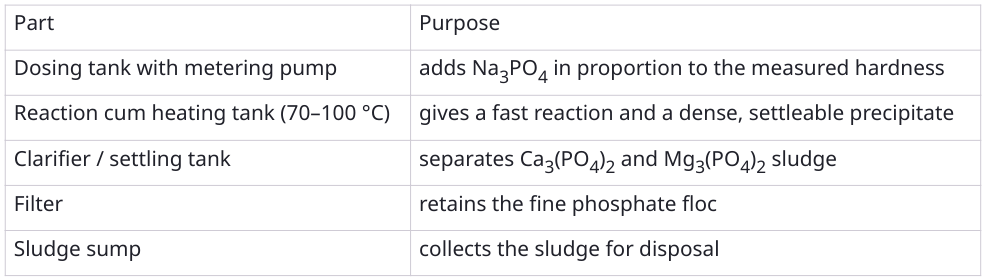 Part Purpose
Dosing tank with metering pump adds Na₃PO₄ in proportion to the measured hardness
Reaction cum heating tank (70–100 °C) gives a fast reaction and a dense, settleable precipitate
Clarifier / settling tank separates Ca₃(PO₄)₂ and Mg₃(PO₄)₂ sludge
Filter retains the fine phosphate floc
Sludge sump collects the sludge for disposal